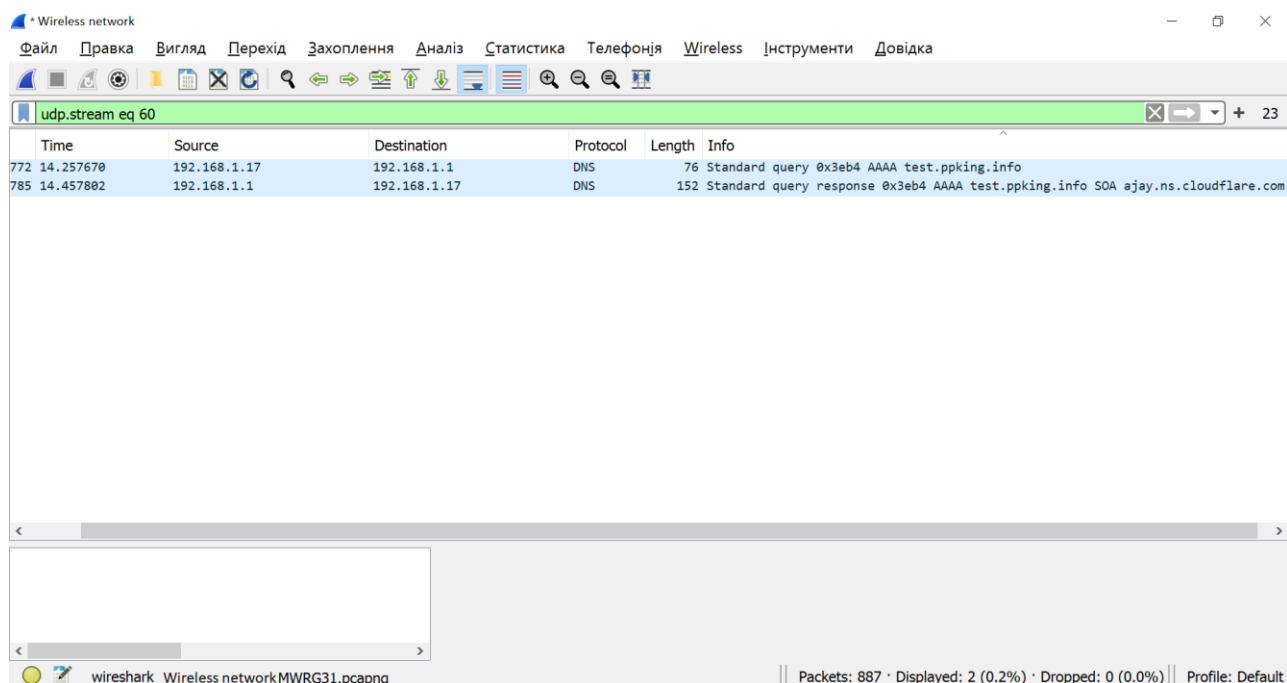 * Wireless network
Файл Правка Вигляд Перехід Захоплення Аналіз Статистика Телефонія Wireless Інструменти Довідка
udp.stream eq 60 + 23
Time Source Destination Protocol Length Info
772 14.257670 192.168.1.17 192.168.1.1 DNS 76 Standard query 0x3eb4 AAAA test.ppking.info
785 14.457802 192.168.1.1 192.168.1.17 DNS 152 Standard query response 0x3eb4 AAAA test.ppking.info SOA ajay.ns.cloudflare.com
wireshark_Wireless network MWRG31.pcapng Packets: 887 · Displayed: 2 (0.2%) · Dropped: 0 (0.0%) Profile: Default